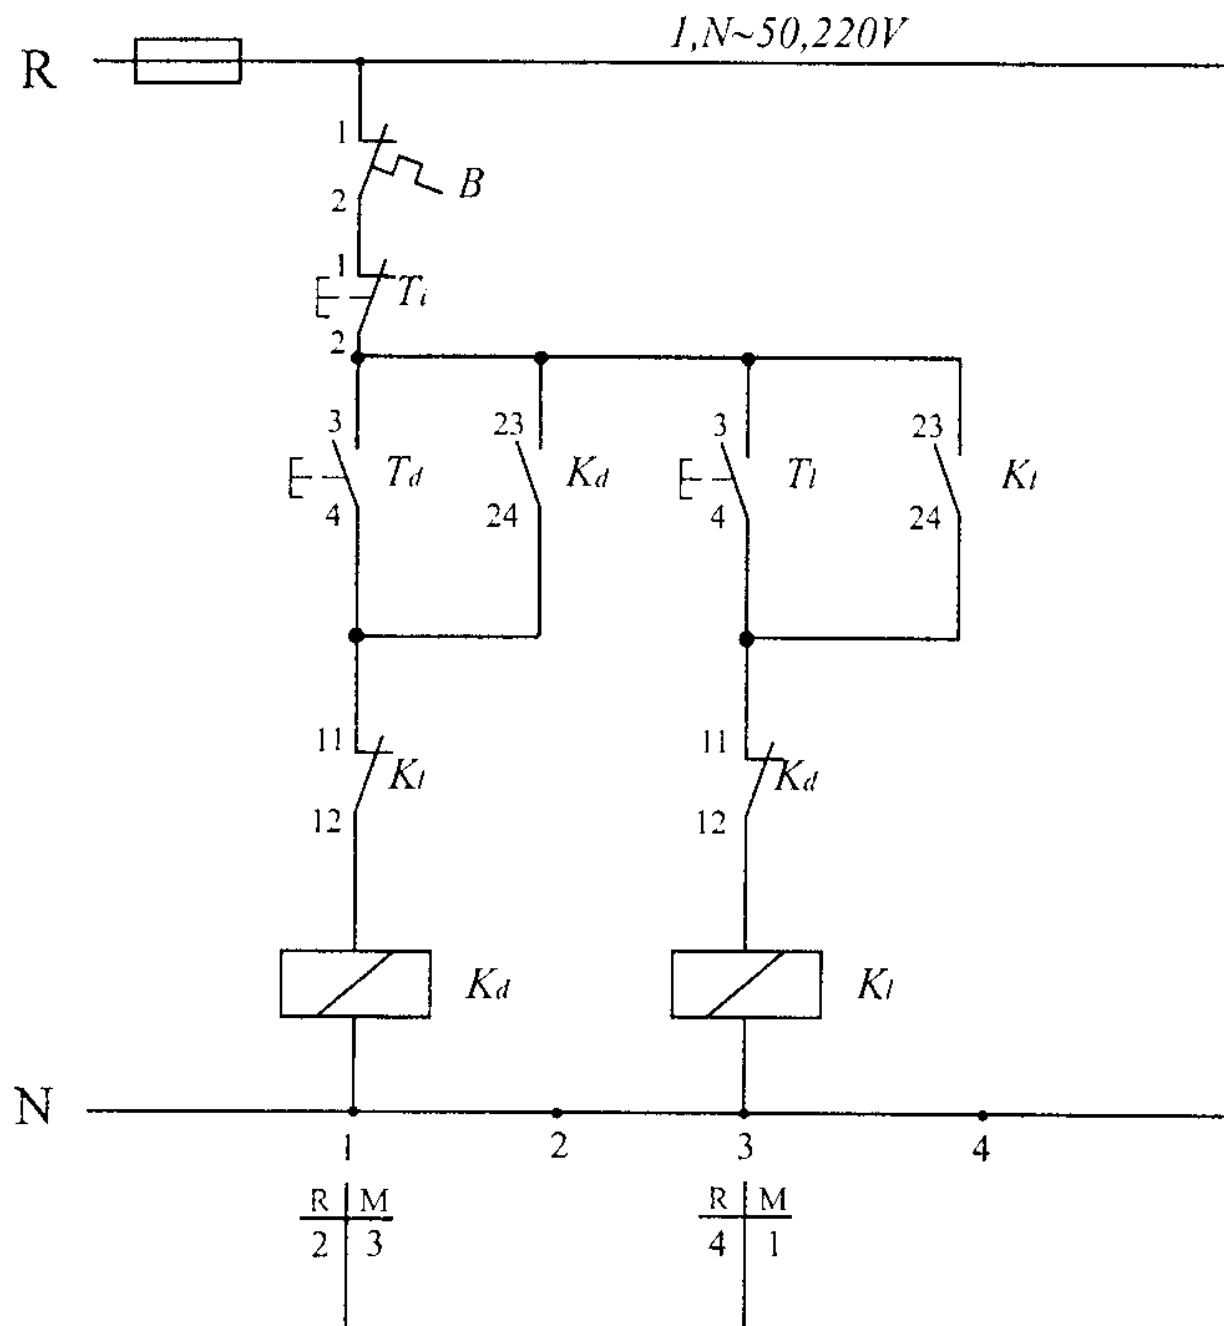 1,N~50,220V
R
1
B
2
1
Ti
2
3 23 3 23
Td Kd Tl Kl
4 24 4 24
11 11
Kl Kd
12 12
Kd Kl
N
1 2 3 4
R M R M
2 3 4 1